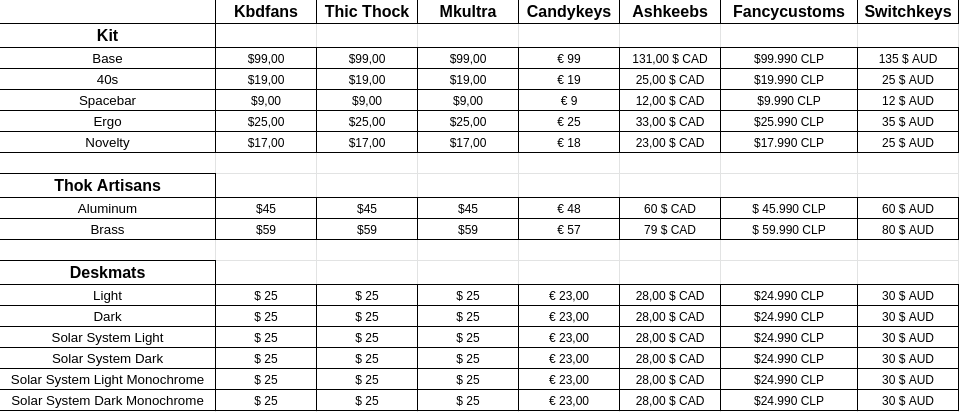 Kbdfans Thic Thock Mkultra Candykeys Ashkeebs Fancycustoms Switchkeys
Kit
Base $99,00 $99,00 $99,00 € 99 131,00 $ CAD $99.990 CLP 135 $ AUD
40s $19,00 $19,00 $19,00 € 19 25,00 $ CAD $19.990 CLP 25 $ AUD
Spacebar $9,00 $9,00 $9,00 € 9 12,00 $ CAD $9.990 CLP 12 $ AUD
Ergo $25,00 $25,00 $25,00 € 25 33,00 $ CAD $25.990 CLP 35 $ AUD
Novelty $17,00 $17,00 $17,00 € 18 23,00 $ CAD $17.990 CLP 25 $ AUD
Thok Artisans
Aluminum $45 $45 $45 € 48 60 $ CAD $ 45.990 CLP 60 $ AUD
Brass $59 $59 $59 € 57 79 $ CAD $ 59.990 CLP 80 $ AUD
Deskmats
Light $ 25 $ 25 $ 25 € 23,00 28,00 $ CAD $24.990 CLP 30 $ AUD
Dark $ 25 $ 25 $ 25 € 23,00 28,00 $ CAD $24.990 CLP 30 $ AUD
Solar System Light $ 25 $ 25 $ 25 € 23,00 28,00 $ CAD $24.990 CLP 30 $ AUD
Solar System Dark $ 25 $ 25 $ 25 € 23,00 28,00 $ CAD $24.990 CLP 30 $ AUD
Solar System Light Monochrome $ 25 $ 25 $ 25 € 23,00 28,00 $ CAD $24.990 CLP 30 $ AUD
Solar System Dark Monochrome $ 25 $ 25 $ 25 € 23,00 28,00 $ CAD $24.990 CLP 30 $ AUD